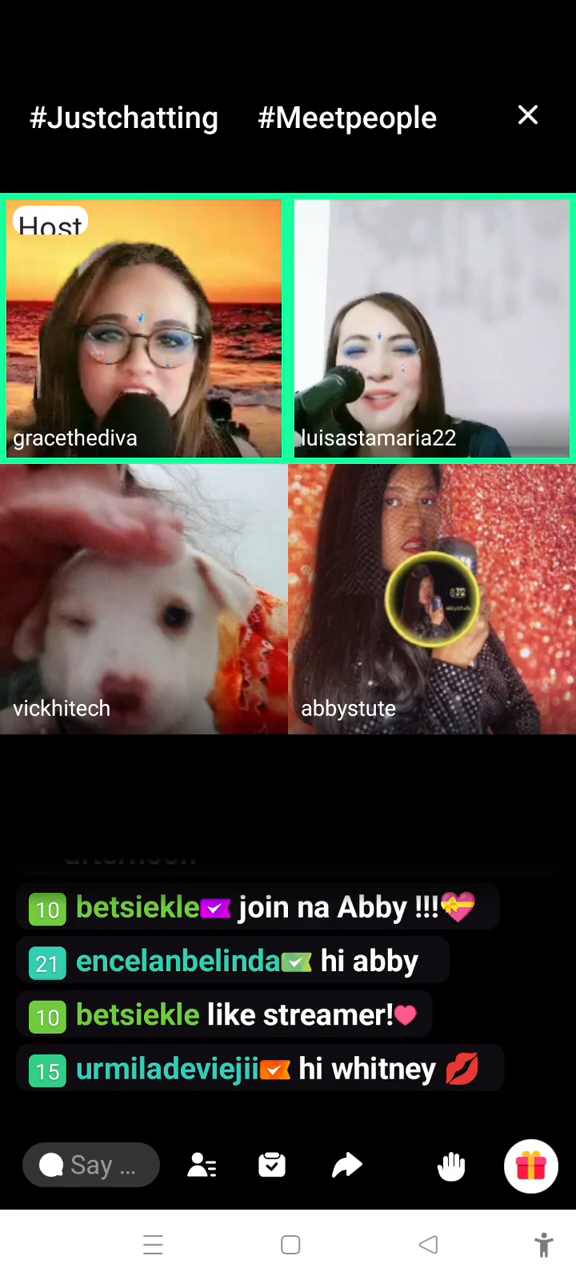 #Justchatting #Meetpeople
Host
gracethediva
luisastamaria22
vickhitech
abbystute
afternoon
10 betsiekle join na Abby !!!💝
21 encelanbelinda hi abby
10 betsiekle like streamer!♥
15 urmiladeviejii hi whitney 💋
Say ...